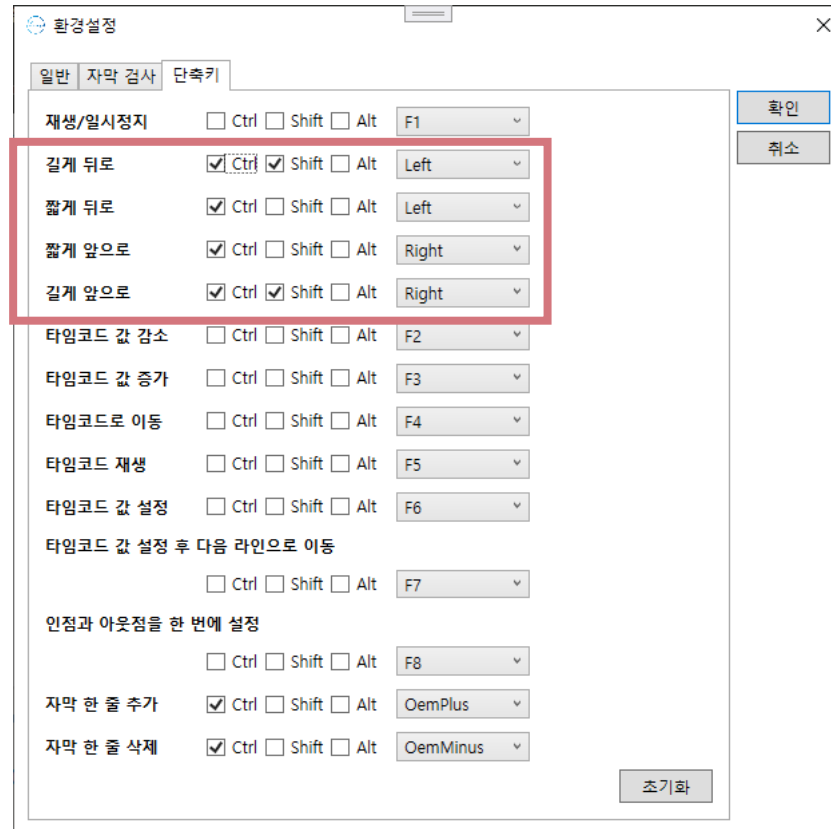 환경설정
일반 자막 검사 단축키
재생/일시정지 Ctrl Shift Alt F1
확인
길게 뒤로 Ctrl Shift Alt Left
취소
짧게 뒤로 Ctrl Shift Alt Left
짧게 앞으로 Ctrl Shift Alt Right
길게 앞으로 Ctrl Shift Alt Right
타임코드 값 감소 Ctrl Shift Alt F2
타임코드 값 증가 Ctrl Shift Alt F3
타임코드로 이동 Ctrl Shift Alt F4
타임코드 재생 Ctrl Shift Alt F5
타임코드 값 설정 Ctrl Shift Alt F6
타임코드 값 설정 후 다음 라인으로 이동
Ctrl Shift Alt F7
인점과 아웃점을 한 번에 설정
Ctrl Shift Alt F8
자막 한 줄 추가 Ctrl Shift Alt OemPlus
자막 한 줄 삭제 Ctrl Shift Alt OemMinus
초기화